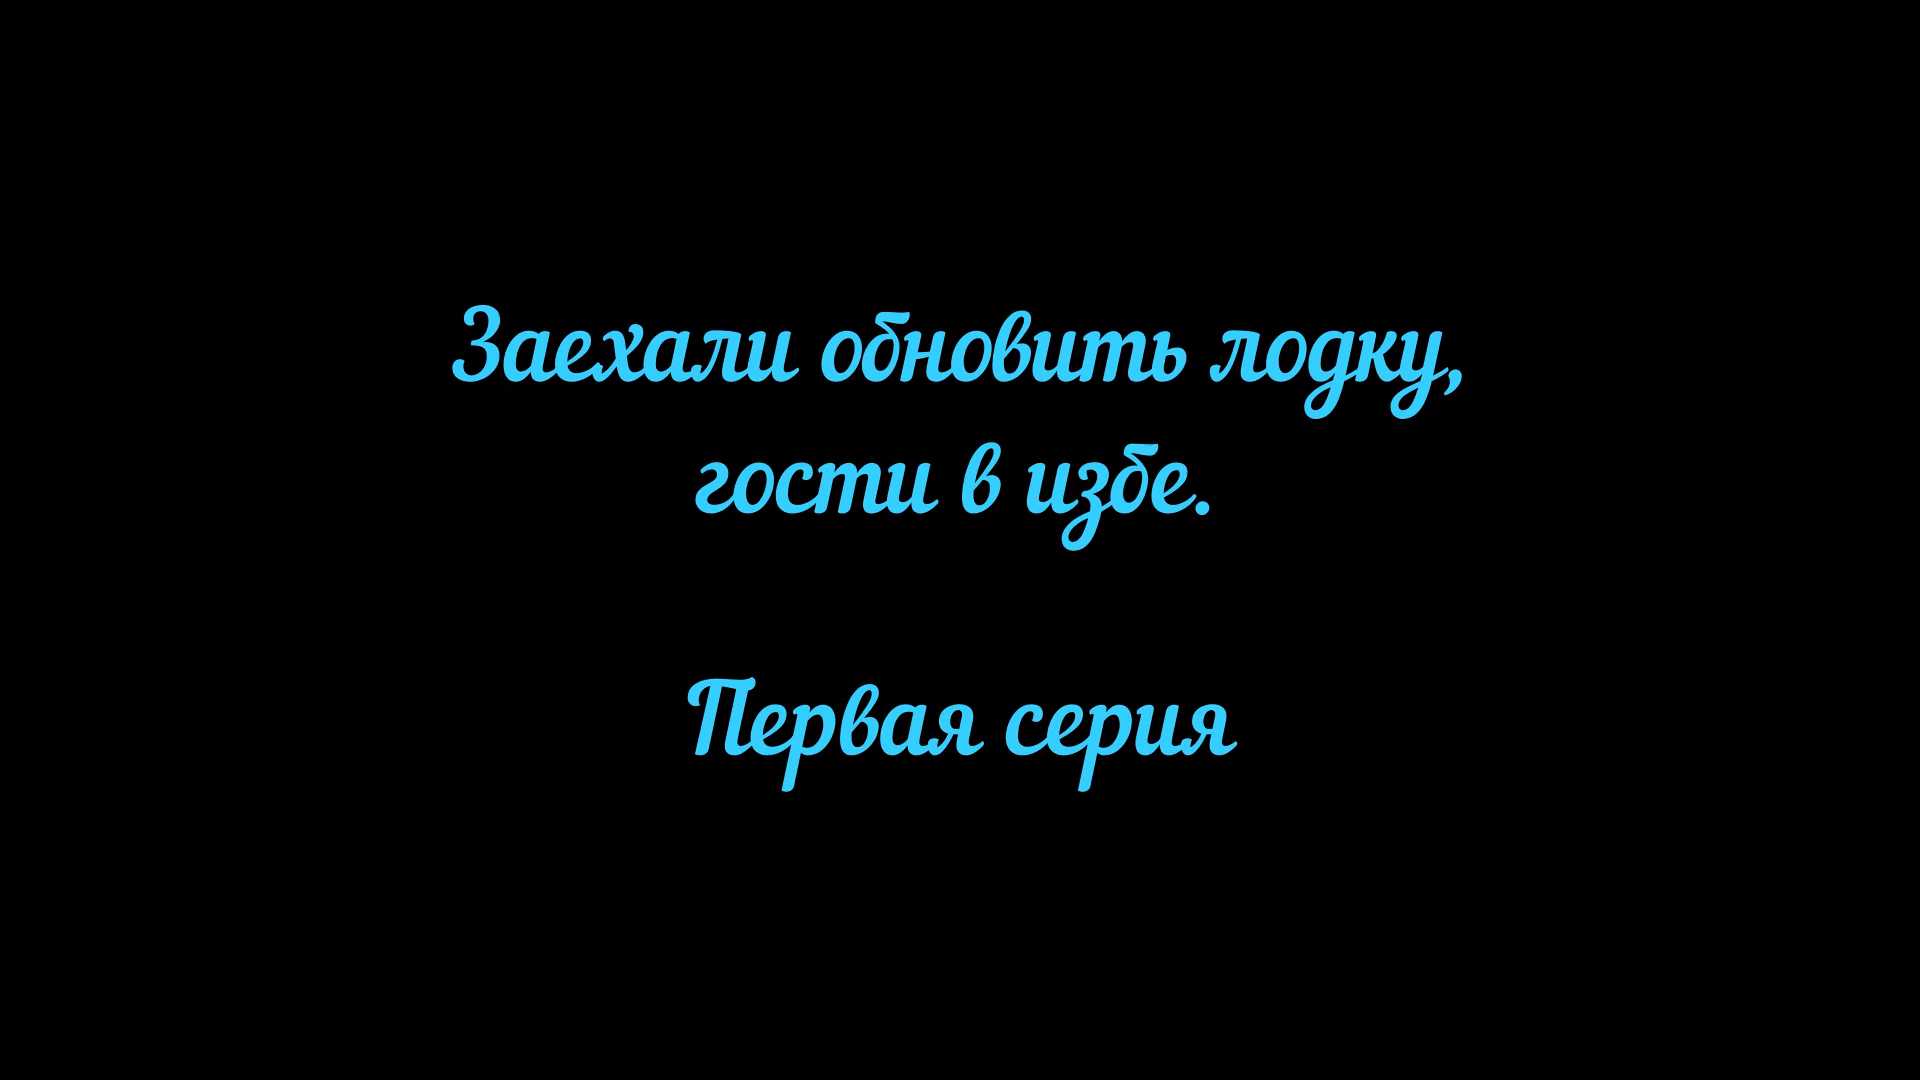 Заехали обновить лодку,
гости в избе.
Первая серия